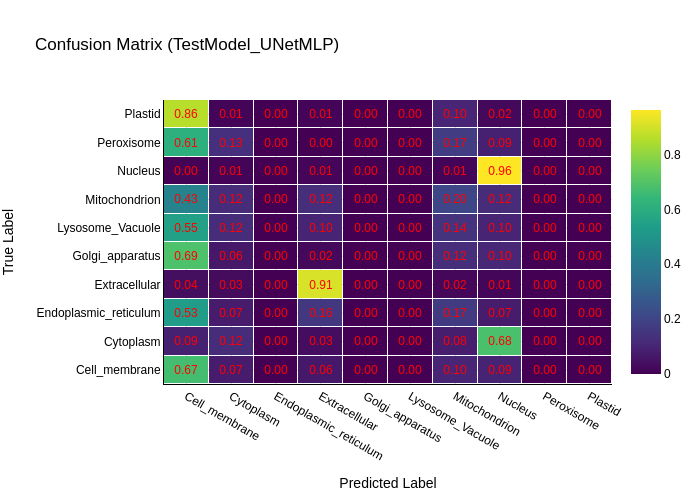 Confusion Matrix (TestModel_UNetMLP)
True Label
Plastid 0.86 0.01 0.00 0.01 0.00 0.00 0.10 0.02 0.00 0.00
Peroxisome 0.61 0.13 0.00 0.00 0.00 0.00 0.17 0.09 0.00 0.00
Nucleus 0.00 0.01 0.00 0.01 0.00 0.00 0.01 0.96 0.00 0.00
Mitochondrion 0.43 0.12 0.00 0.12 0.00 0.00 0.20 0.12 0.00 0.00
Lysosome_Vacuole 0.55 0.12 0.00 0.10 0.00 0.00 0.14 0.10 0.00 0.00
Golgi_apparatus 0.69 0.06 0.00 0.02 0.00 0.00 0.12 0.10 0.00 0.00
Extracellular 0.04 0.03 0.00 0.91 0.00 0.00 0.02 0.01 0.00 0.00
Endoplasmic_reticulum 0.53 0.07 0.00 0.16 0.00 0.00 0.17 0.07 0.00 0.00
Cytoplasm 0.09 0.12 0.00 0.03 0.00 0.00 0.08 0.68 0.00 0.00
Cell_membrane 0.67 0.07 0.00 0.06 0.00 0.00 0.10 0.09 0.00 0.00
Cell_membrane Cytoplasm Endoplasmic_reticulum Extracellular Golgi_apparatus Lysosome_Vacuole Mitochondrion Nucleus Peroxisome Plastid
Predicted Label
0.8
0.6
0.4
0.2
0